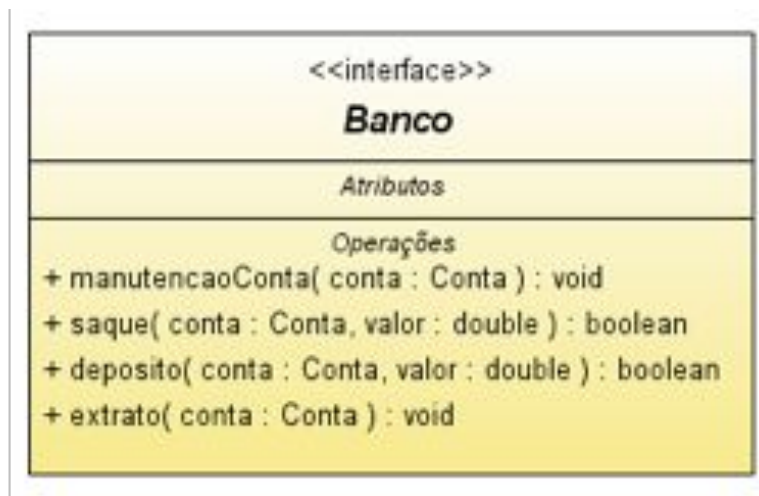 <<interface>>
Banco
Atributos
Operações
+ manutencaoConta( conta : Conta ) : void
+ saque( conta : Conta, valor : double ) : boolean
+ deposito( conta : Conta, valor : double ) : boolean
+ extrato( conta : Conta ) : void